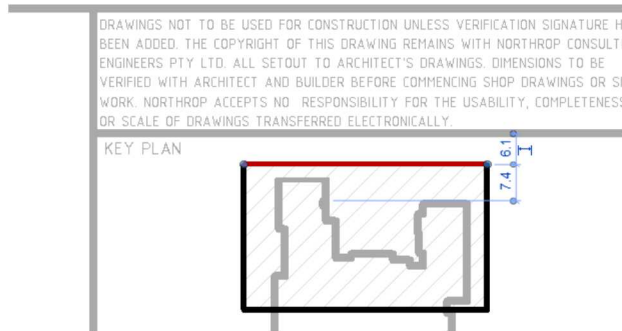 DRAWINGS NOT TO BE USED FOR CONSTRUCTION UNLESS VERIFICATION SIGNATURE H
BEEN ADDED. THE COPYRIGHT OF THIS DRAWING REMAINS WITH NORTHROP CONSULT
ENGINEERS PTY LTD. ALL SETOUT TO ARCHITECT'S DRAWINGS. DIMENSIONS TO BE
VERIFIED WITH ARCHITECT AND BUILDER BEFORE COMMENCING SHOP DRAWINGS OR S
WORK. NORTHROP ACCEPTS NO RESPONSIBILITY FOR THE USABILITY, COMPLETENESS
OR SCALE OF DRAWINGS TRANSFERRED ELECTRONICALLY.
KEY PLAN
6.1
7.4